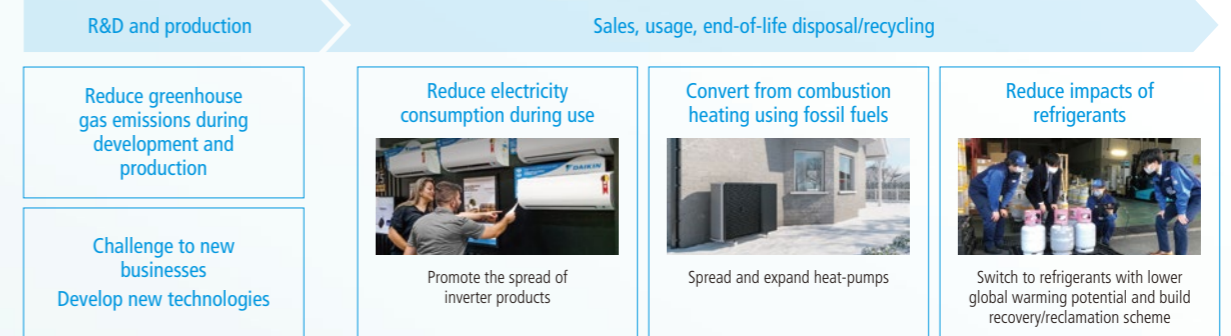 R&D and production
Sales, usage, end-of-life disposal/recycling
Reduce greenhouse
gas emissions during
development and
production
Challenge to new
businesses
Develop new technologies
Reduce electricity
consumption during use
DAIKIN
Promote the spread of
inverter products
Convert from combustion
heating using fossil fuels
Spread and expand heat-pumps
Reduce impacts of
refrigerants
Switch to refrigerants with lower
global warming potential and build
recovery/reclamation scheme